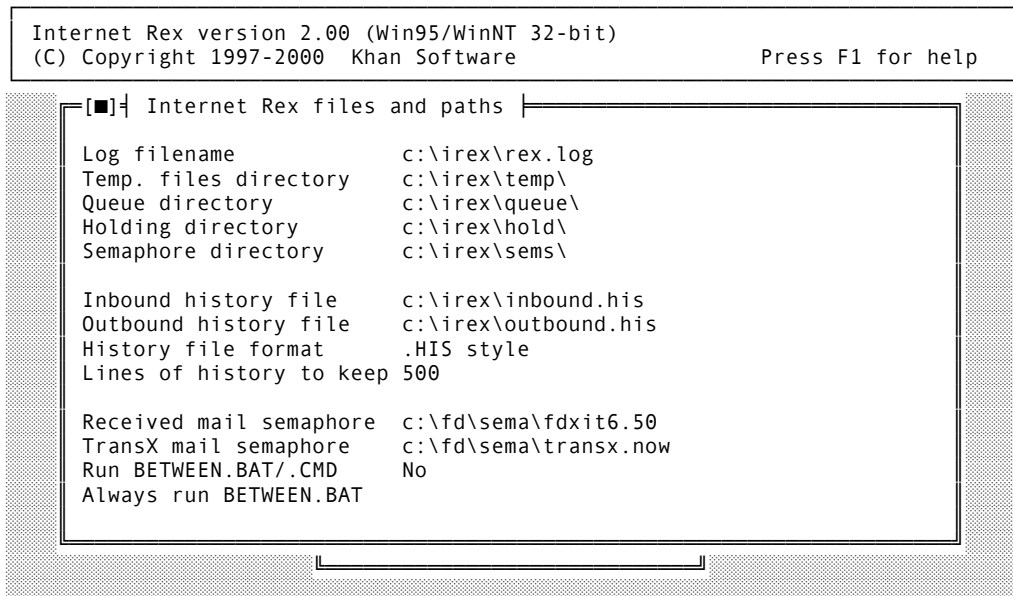 Internet Rex version 2.00 (Win95/WinNT 32-bit)
(C) Copyright 1997-2000  Khan Software                Press F1 for help
[■] Internet Rex files and paths
Log filename            c:\irex\rex.log
Temp. files directory   c:\irex\temp\
Queue directory         c:\irex\queue\
Holding directory       c:\irex\hold\
Semaphore directory     c:\irex\sems\
Inbound history file    c:\irex\inbound.his
Outbound history file   c:\irex\outbound.his
History file format     .HIS style
Lines of history to keep 500
Received mail semaphore c:\fd\sema\fdxit6.50
TransX mail semaphore   c:\fd\sema\transx.now
Run BETWEEN.BAT/.CMD    No
Always run BETWEEN.BAT